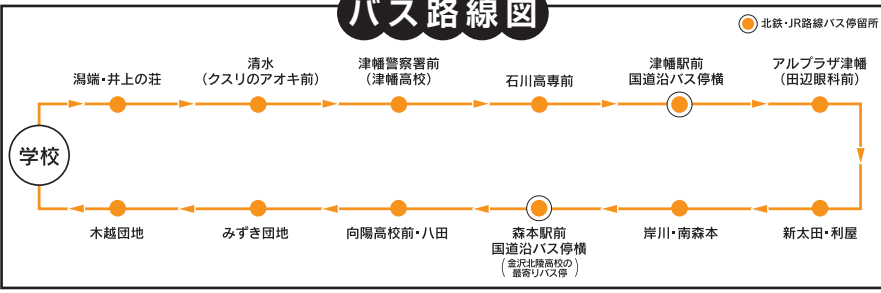 バス路線図
北鉄・JR路線バス停留所
潟端・井上の荘
清水
(クスリのアオキ前)
津幡警察署前
(津幡高校)
石川高専前
津幡駅前
国道沿バス停横
アルプラザ津幡
(田辺眼科前)
学校
木越団地
みずき団地
向陽高校前・八田
森本駅前
国道沿バス停横
(金沢北陵高校の
最寄りバス停)
岸川・南森本
新太田・利屋